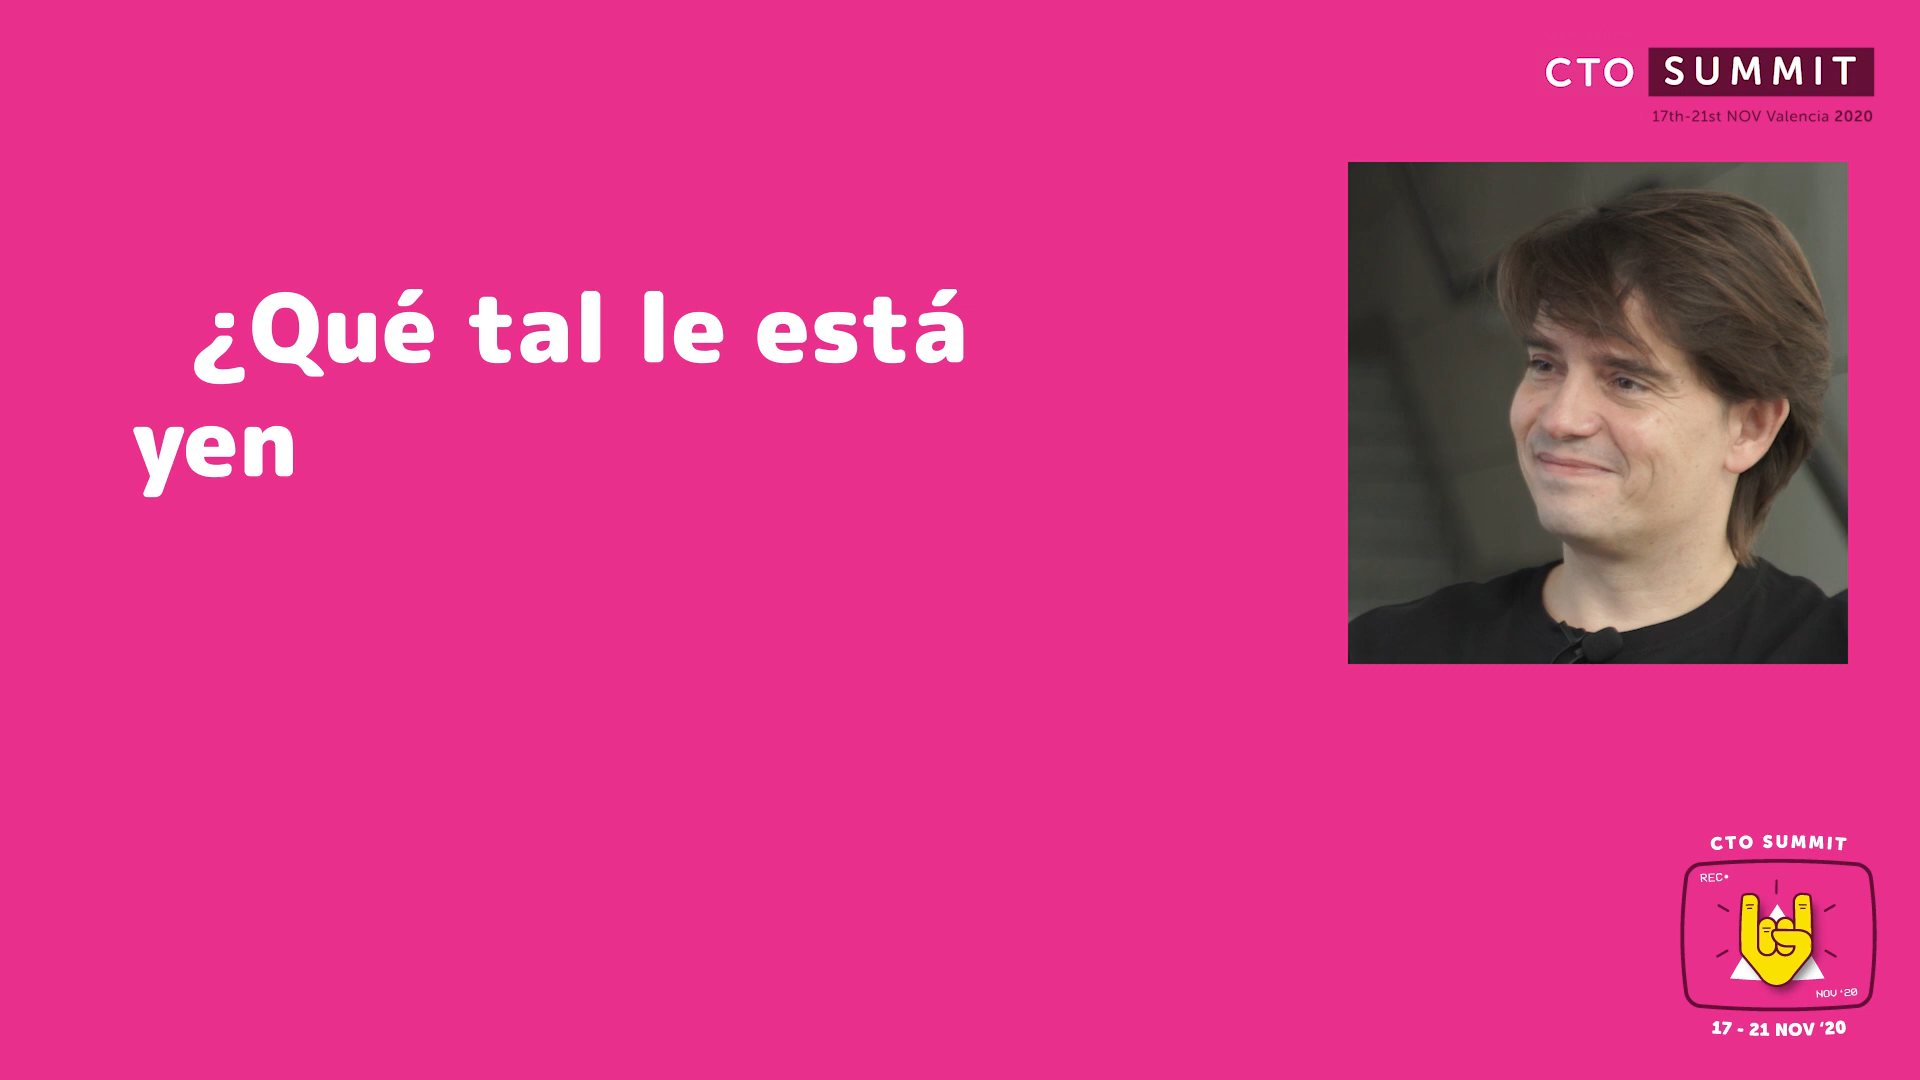 CTO SUMMIT
17th-21st NOV Valencia 2020
¿Qué tal le está
yen
CTO SUMMIT
REC•
NOV '20
17 - 21 NOV '20